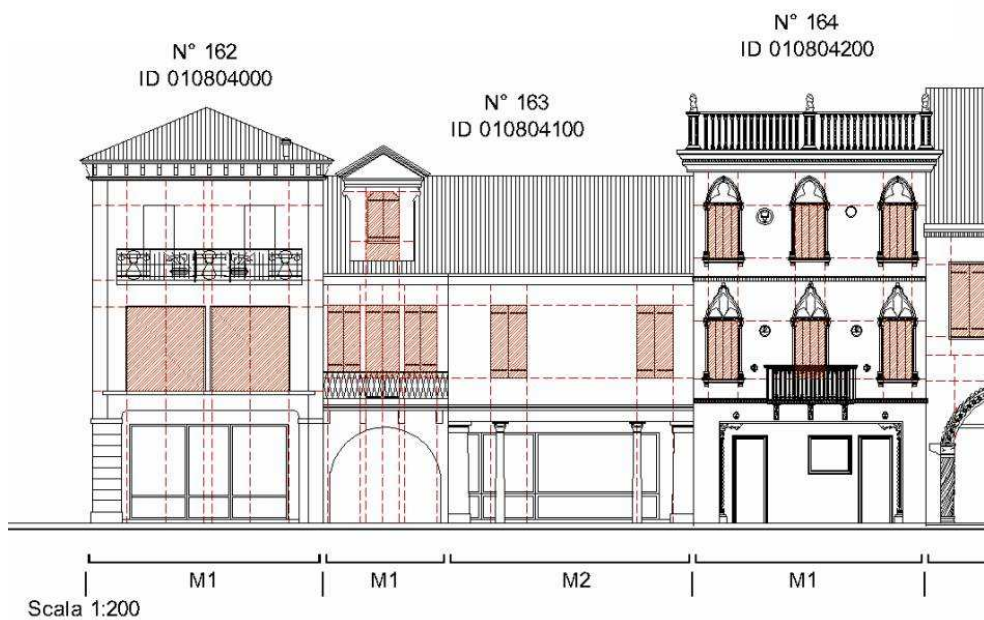 N° 162
ID 010804000
N° 163
ID 010804100
N° 164
ID 010804200
M1
M1
M2
M1
Scala 1:200